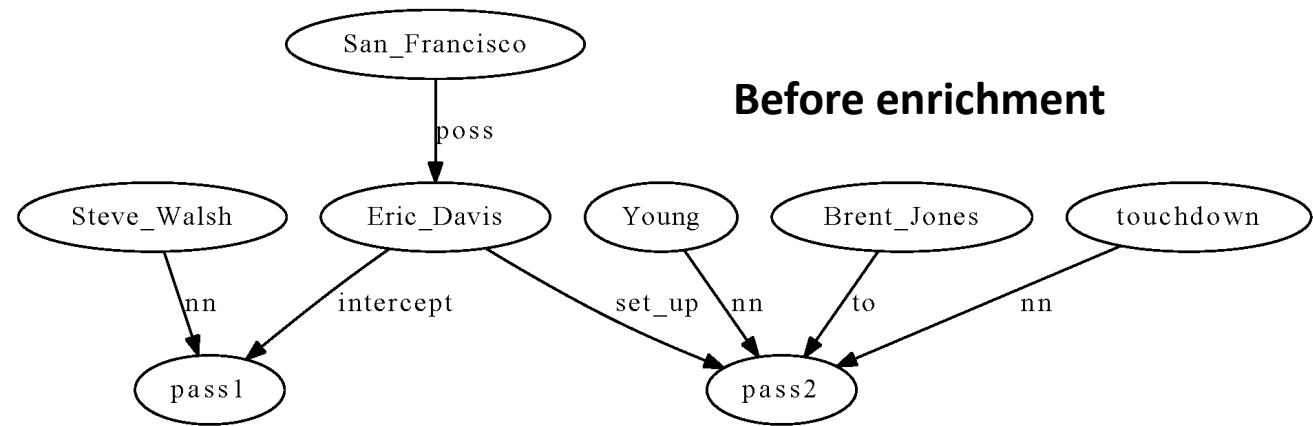 San_Francisco
Before enrichment
poss
Steve_Walsh
Eric_Davis
Young
Brent_Jones
touchdown
nn
intercept
set_up
nn
to
nn
pass1
pass2